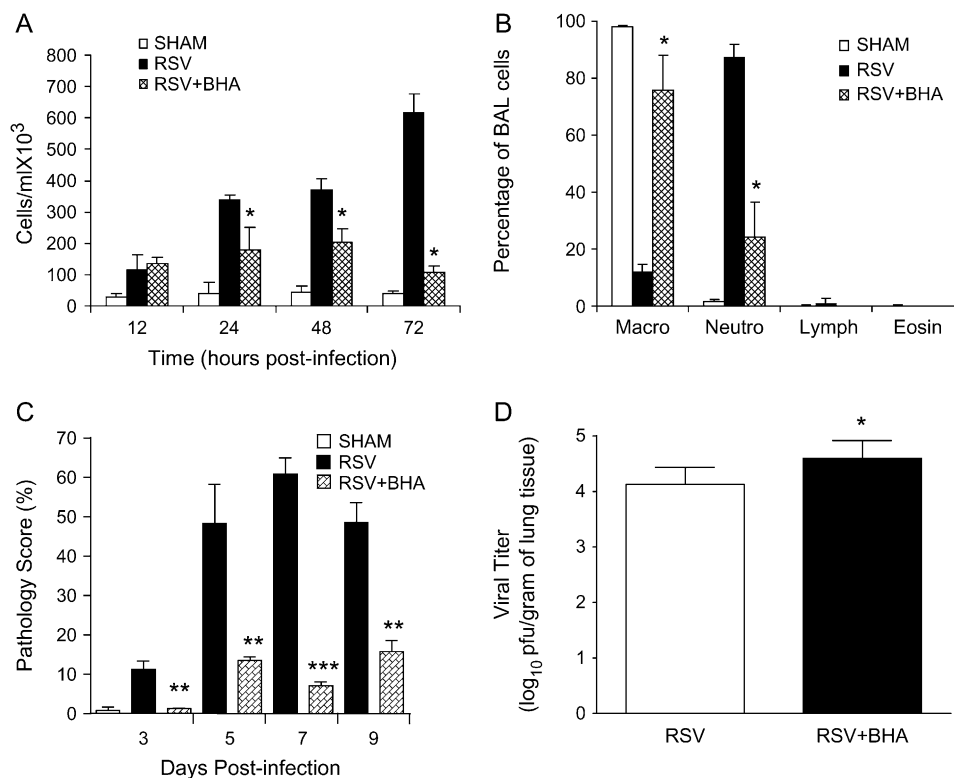 A
SHAM
RSV
RSV+BHA
800
700
600
500
400
300
200
100
0
Cells/mlX10³
*
*
*
12 24 48 72
Time (hours post-infection)
B
SHAM
RSV
RSV+BHA
100
80
60
40
20
0
Percentage of BAL cells
*
*
Macro Neutro Lymph Eosin
C
SHAM
RSV
RSV+BHA
70
60
50
40
30
20
10
0
Pathology Score (%)
**
**
***
**
3 5 7 9
Days Post-infection
D
5
4
4
3
2
1
0
Viral Titer
(log₁₀ pfu/gram of lung tissue)
*
RSV RSV+BHA